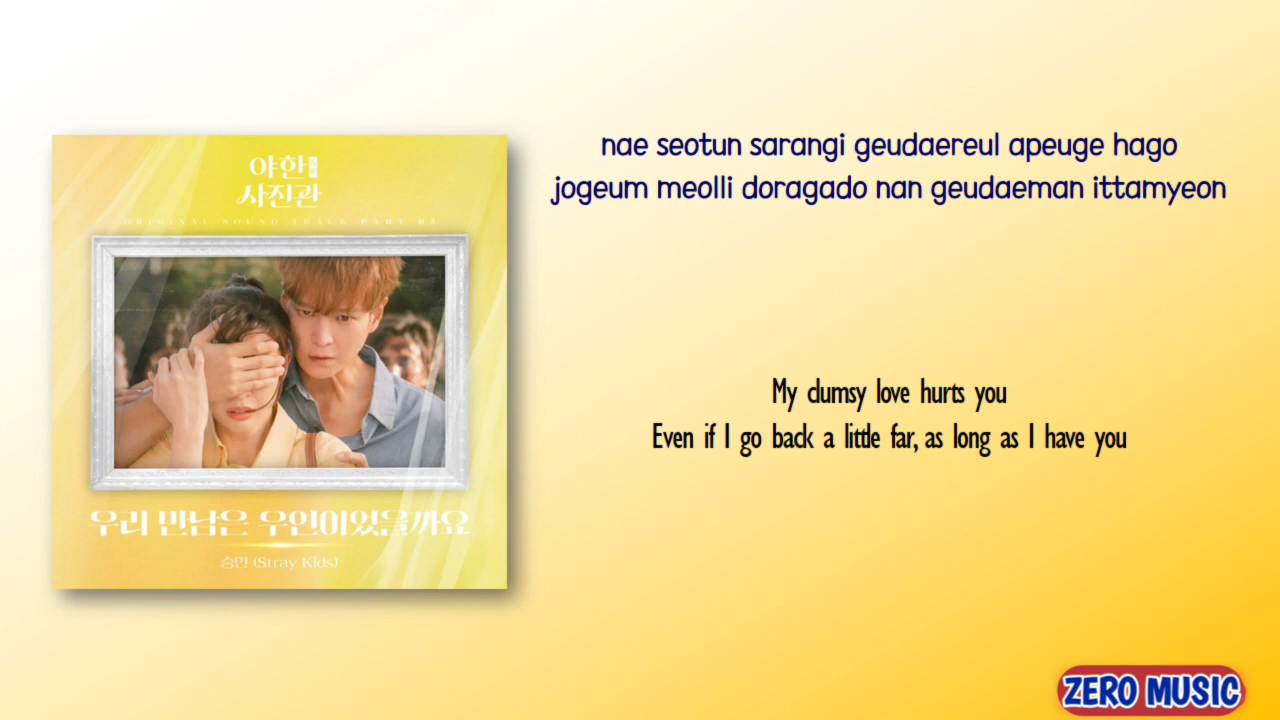 야한
사진관
ORIGINAL SOUND TRACK PART 03
우리 만남은 우연이었을까요
승민 (Stray Kids)
nae seotun sarangi geudaereul apeuge hago
jogeum meolli doragado nan geudaeman ittamyeon
My clumsy love hurts you
Even if I go back a little far, as long as I have you
ZERO MUSIC